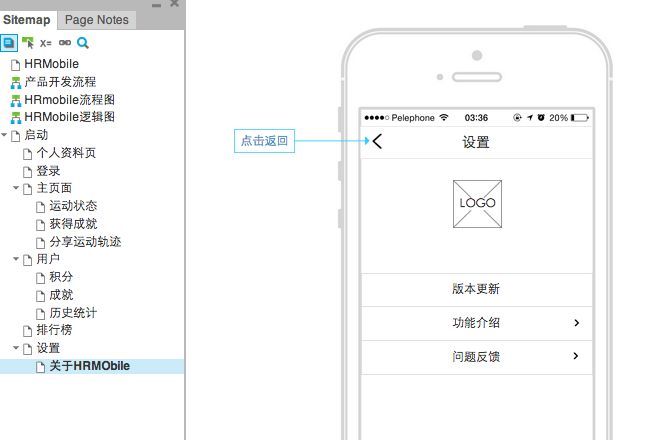 Sitemap Page Notes
X=
HRMobile
产品开发流程
HRmobile流程图
HRMobile逻辑图
启动
个人资料页
登录
主页面
运动状态
获得成就
分享运动轨迹
用户
积分
成就
历史统计
排行榜
设置
关于HRMObile
点击返回
Pelephone 03:36 20%
设置
LOGO
版本更新
功能介绍
问题反馈